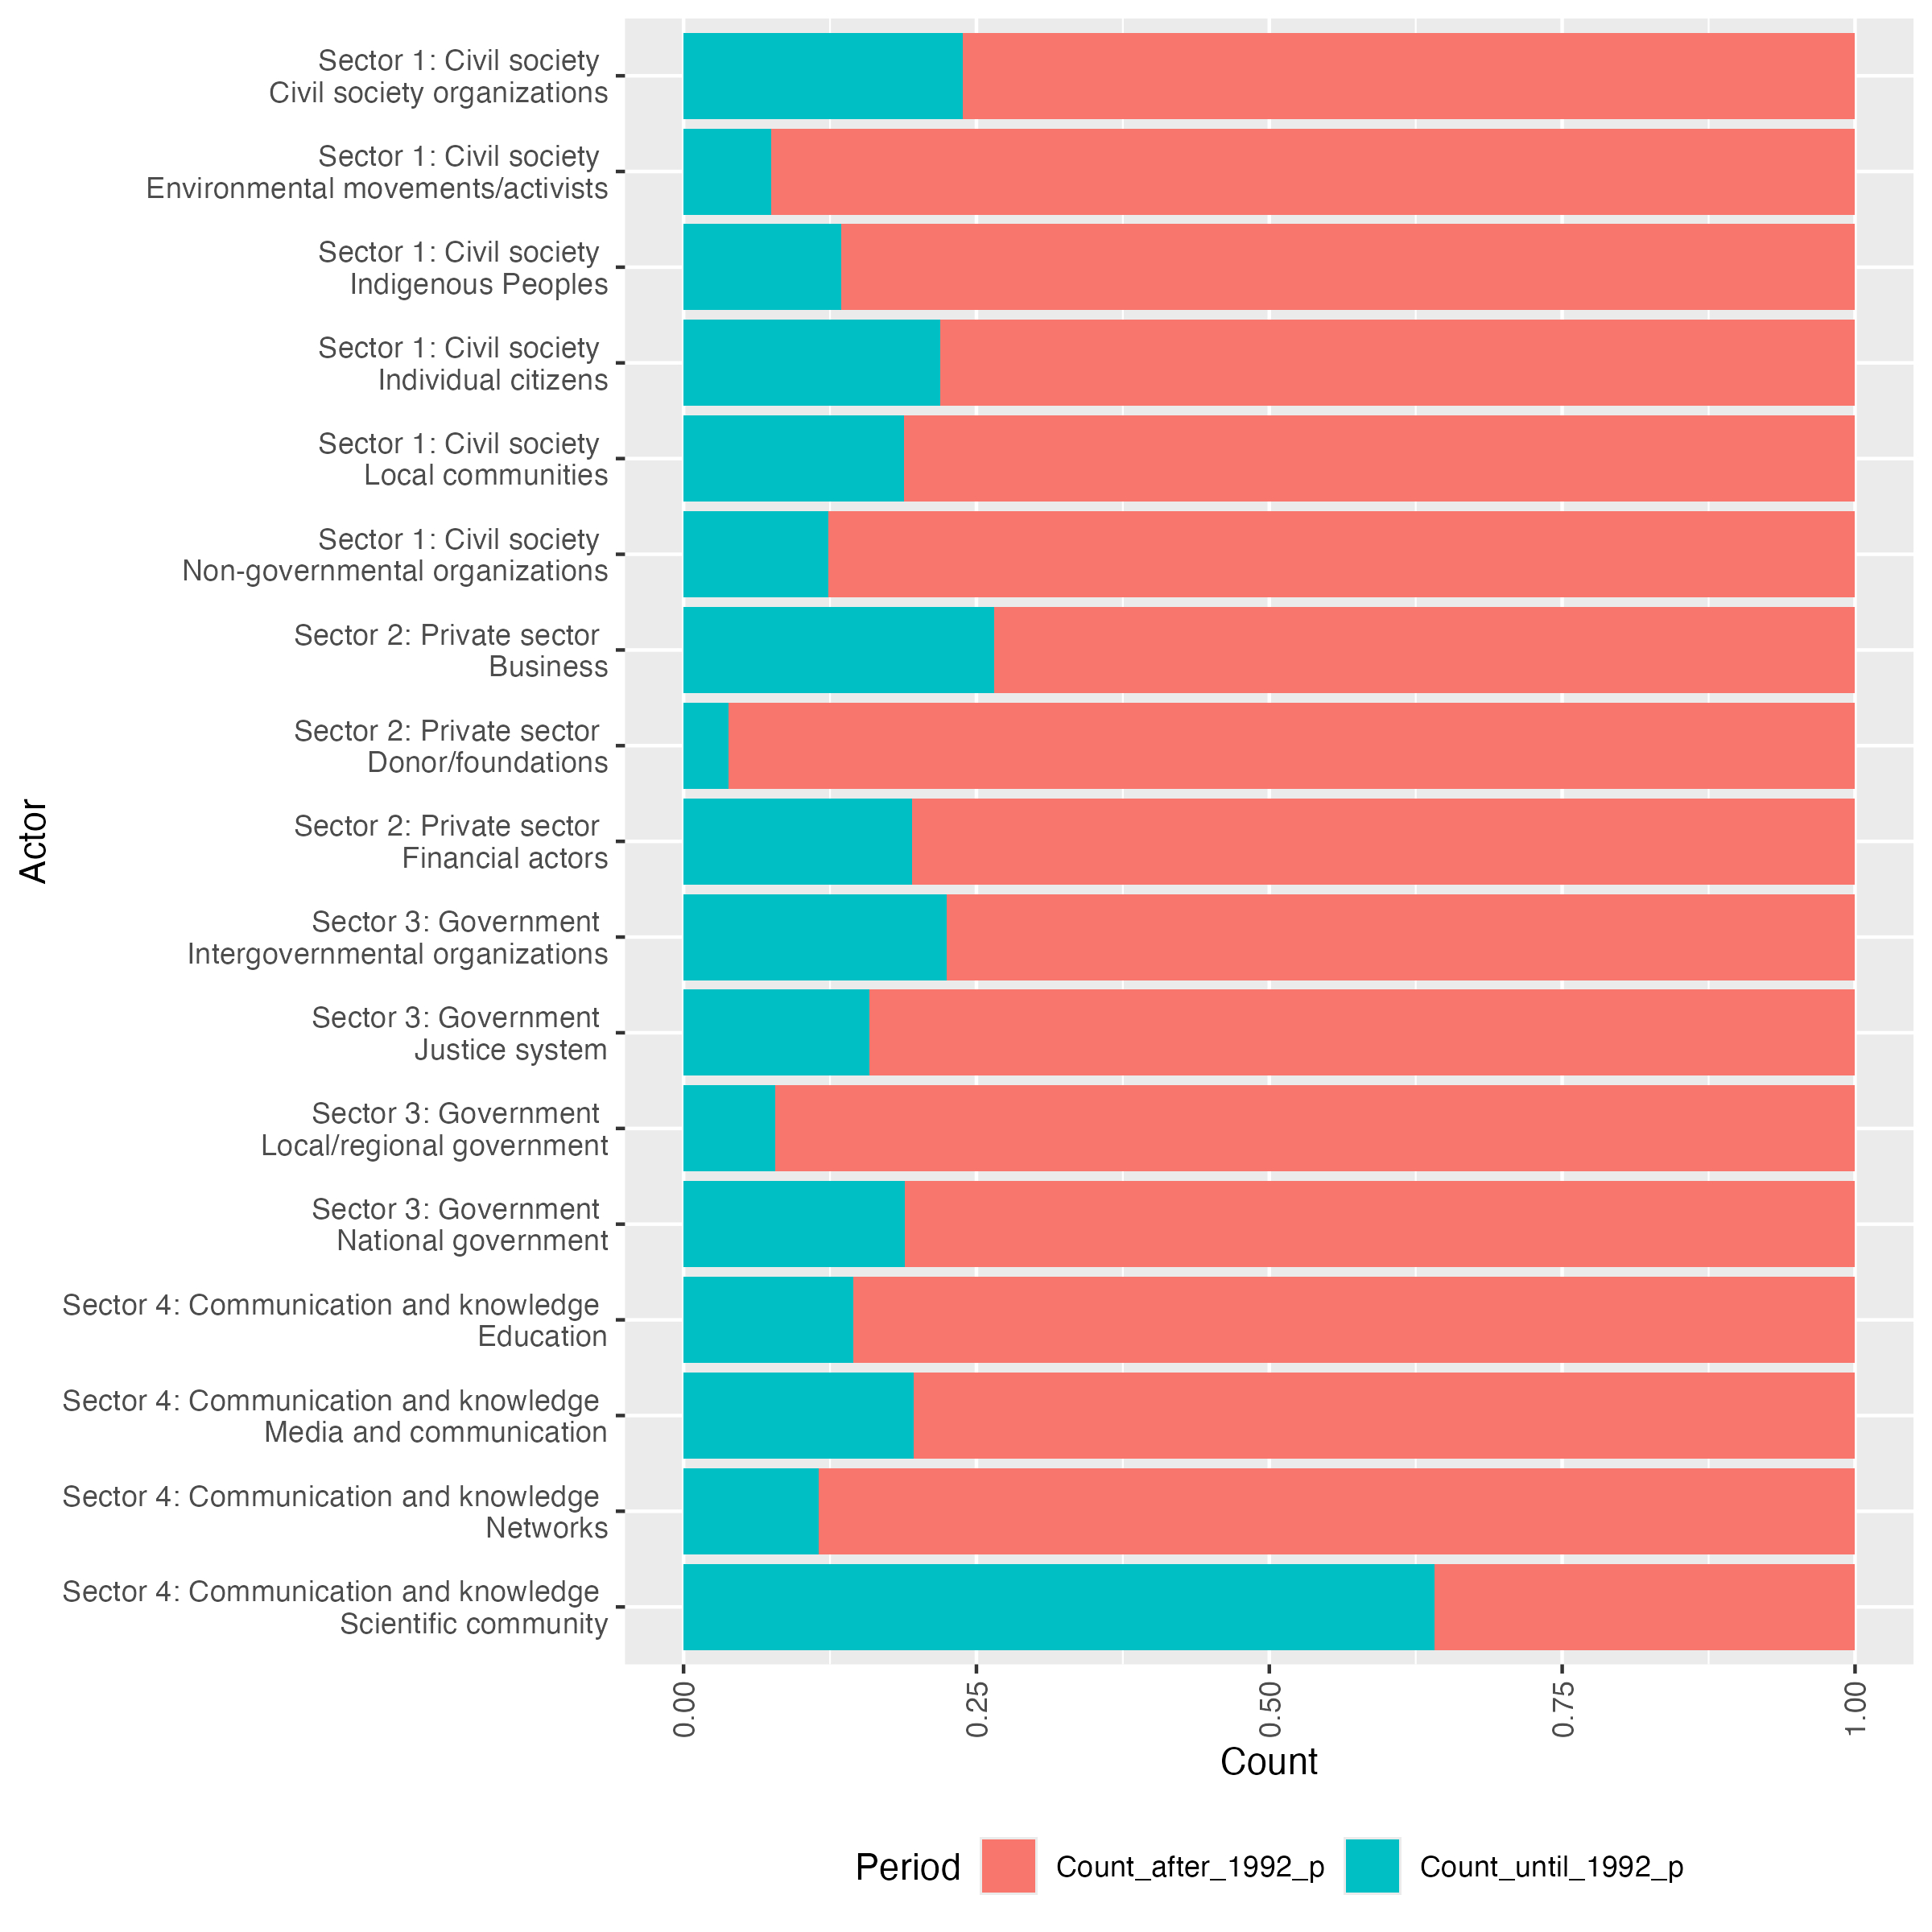 Sector 1: Civil society
Civil society organizations
Sector 1: Civil society
Environmental movements/activists
Sector 1: Civil society
Indigenous Peoples
Sector 1: Civil society
Individual citizens
Sector 1: Civil society
Local communities
Sector 1: Civil society
Non-governmental organizations
Sector 2: Private sector
Business
Sector 2: Private sector
Donor/foundations
Sector 2: Private sector
Financial actors
Sector 3: Government
Intergovernmental organizations
Sector 3: Government
Justice system
Sector 3: Government
Local/regional government
Sector 3: Government
National government
Sector 4: Communication and knowledge
Education
Sector 4: Communication and knowledge
Media and communication
Sector 4: Communication and knowledge
Networks
Sector 4: Communication and knowledge
Scientific community
Actor
0.00
0.25
0.50
0.75
1.00
Count
Period
Count_after_1992_p
Count_until_1992_p